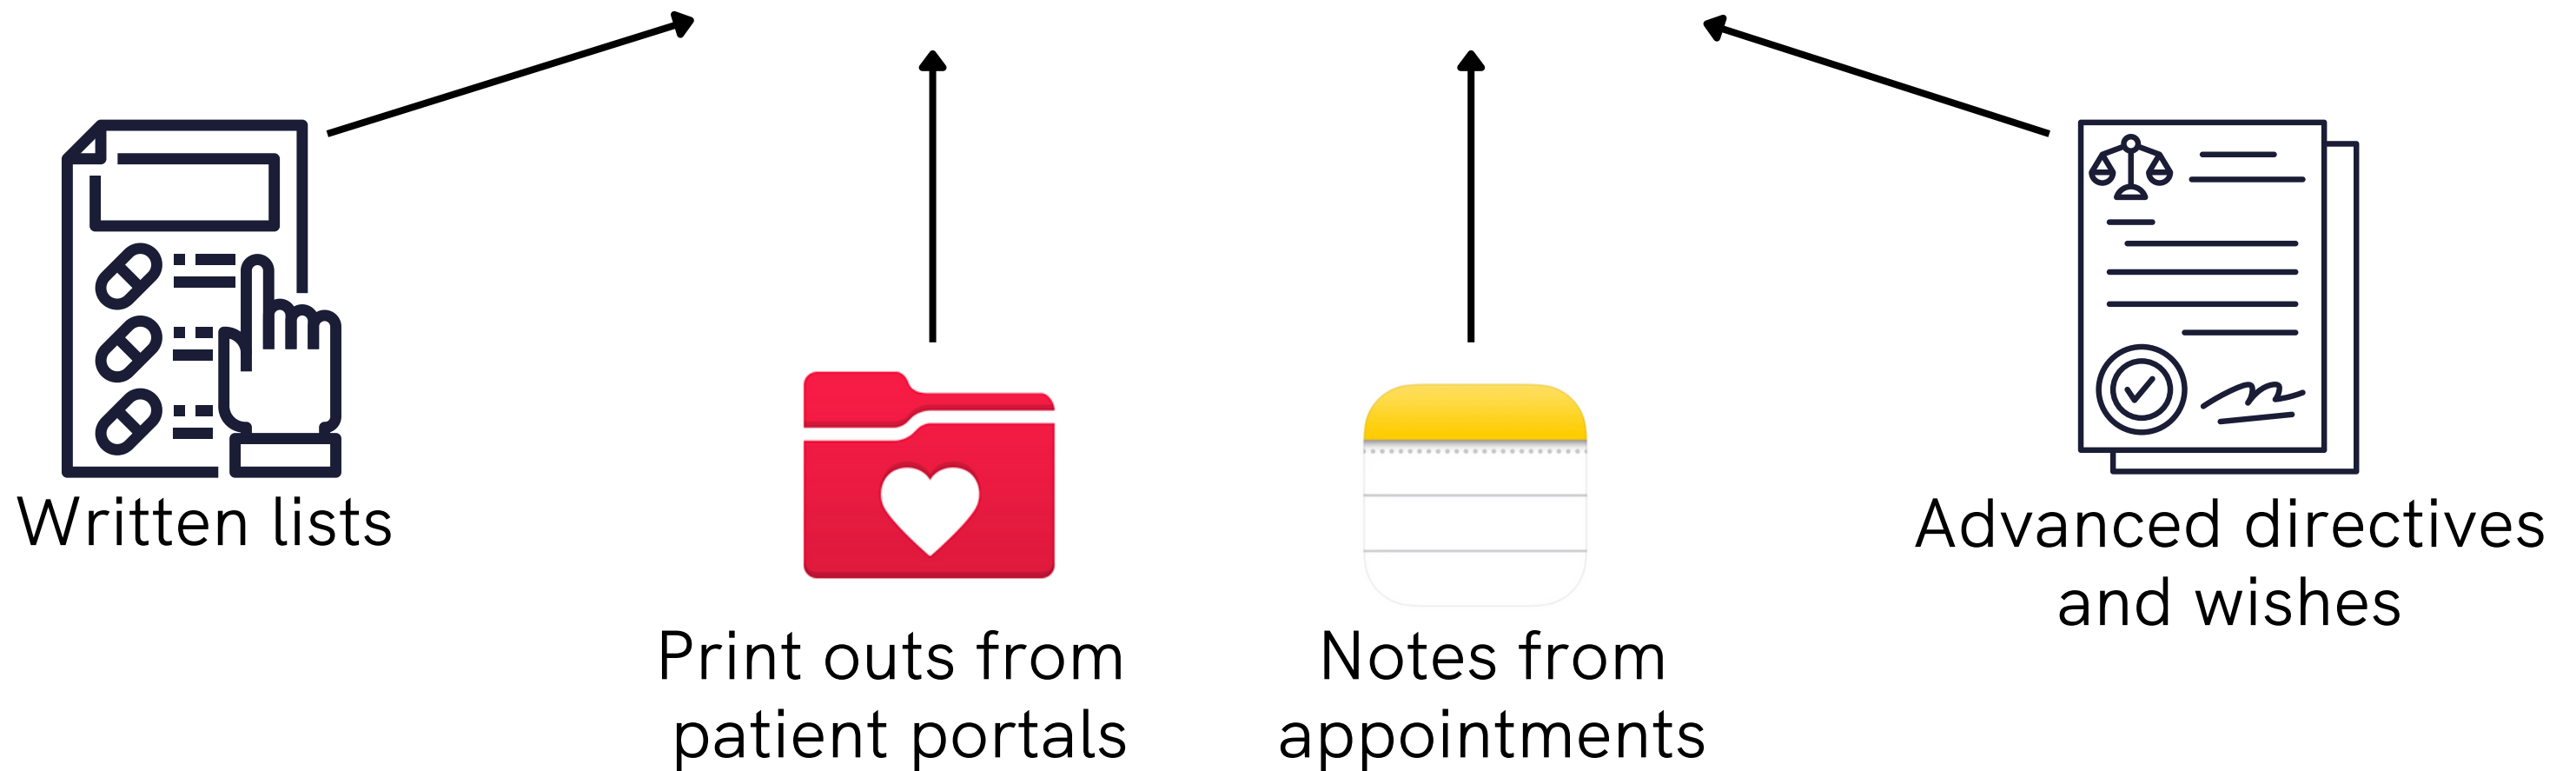 Written lists
Print outs from
patient portals
Notes from
appointments
Advanced directives
and wishes